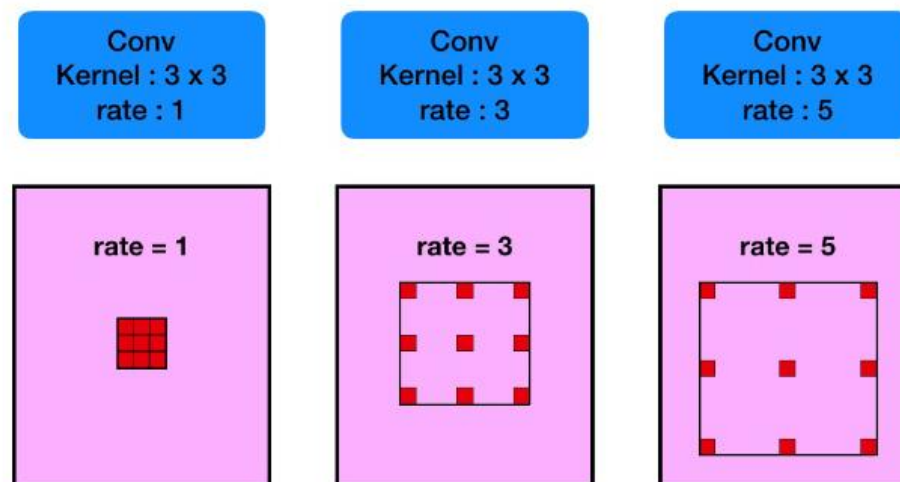 Conv
Kernel : 3 x 3
rate : 1
Conv
Kernel : 3 x 3
rate : 3
Conv
Kernel : 3 x 3
rate : 5
rate = 1
rate = 3
rate = 5